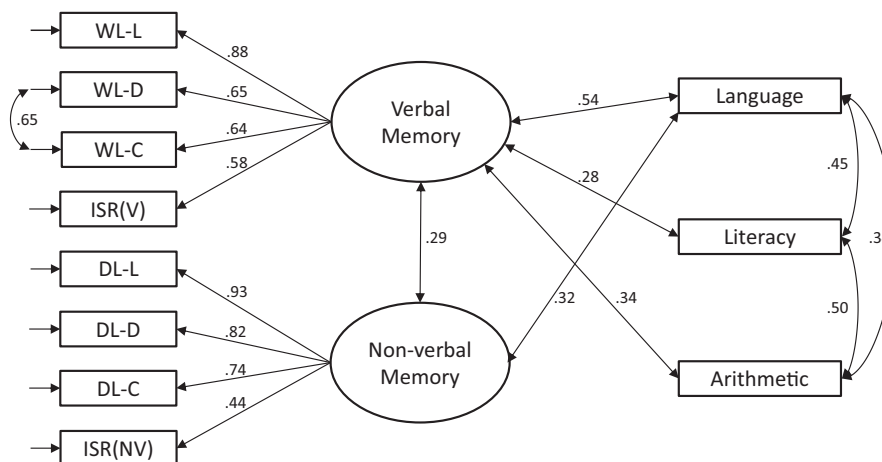 WL-L
WL-D
WL-C
ISR(V)
DL-L
DL-D
DL-C
ISR(NV)
.65
.88
.65
.64
.58
.93
.82
.74
.44
Verbal
Memory
.29
Non-verbal
Memory
.54
.28
.32
.34
Language
Literacy
Arithmetic
.45
.50